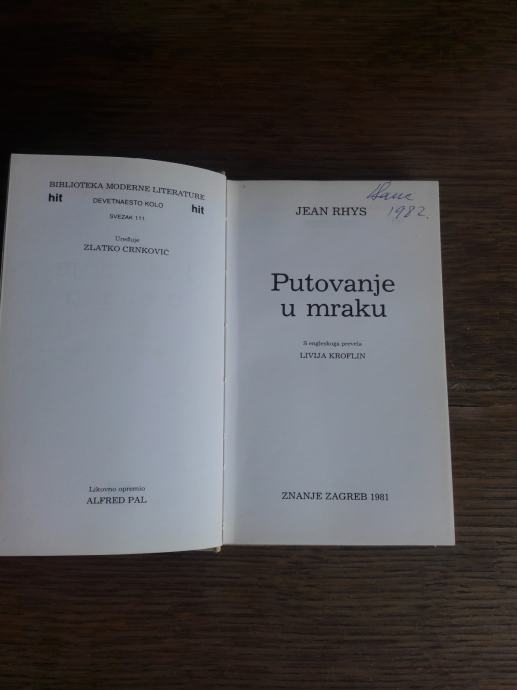 BIBLIOTEKA MODERNE LITERATURE
hit DEVETNAESTO KOLO hit
SVEZAK 111
Uređuje
ZLATKO CRNKOVIĆ
Likovno opremio
ALFRED PAL
1982.
JEAN RHYS
Putovanje
u mraku
S engleskoga prevela
LIVIJA KROFLIN
ZNANJE ZAGREB 1981